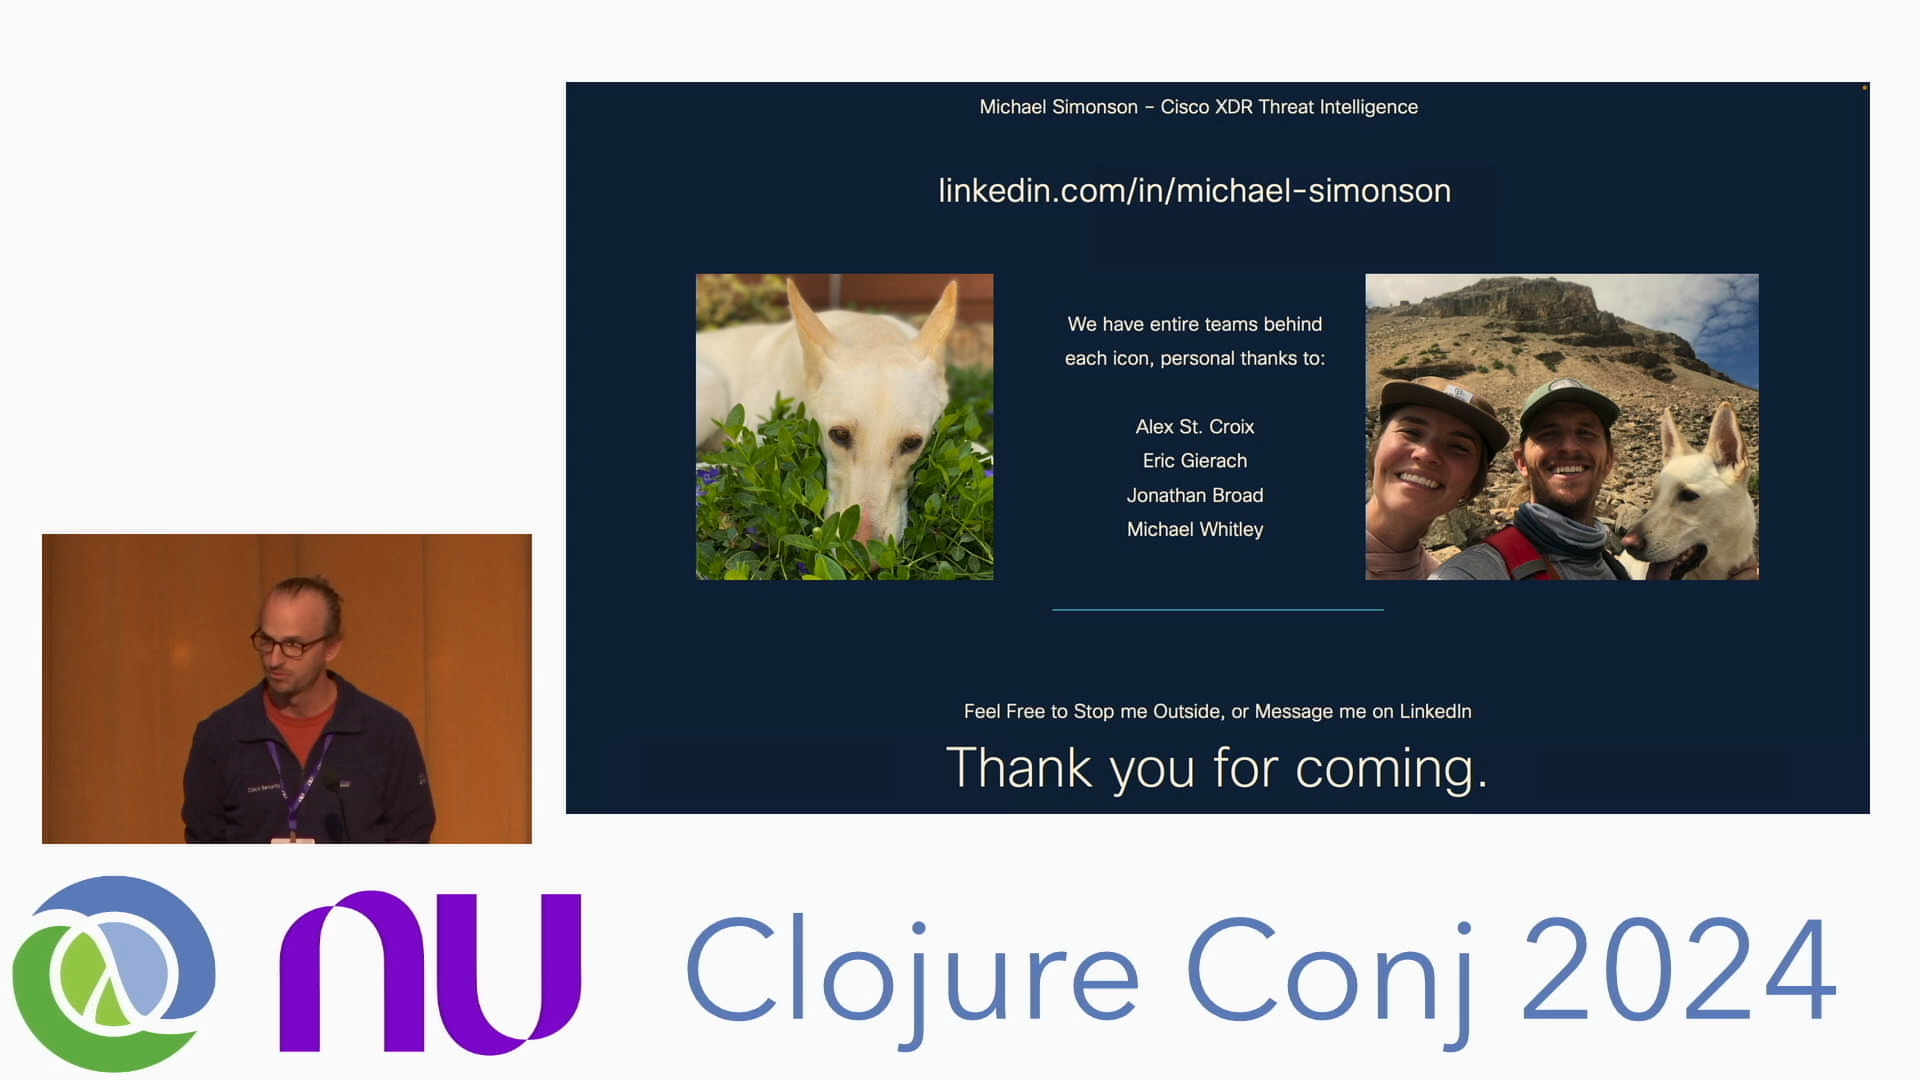 Michael Simonson – Cisco XDR Threat Intelligence
linkedin.com/in/michael-simonson
We have entire teams behind
each icon, personal thanks to:
Alex St. Croix
Eric Gierach
Jonathan Broad
Michael Whitley
Feel Free to Stop me Outside, or Message me on LinkedIn
Thank you for coming.
Cisco Security
nu
Clojure Conj 2024